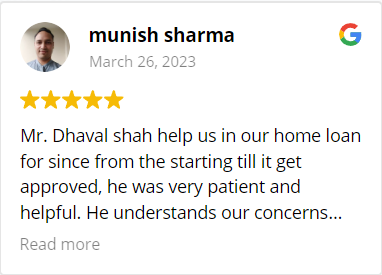 munish sharma
March 26, 2023
Mr. Dhaval shah help us in our home loan
for since from the starting till it get
approved, he was very patient and
helpful. He understands our concerns...
Read more